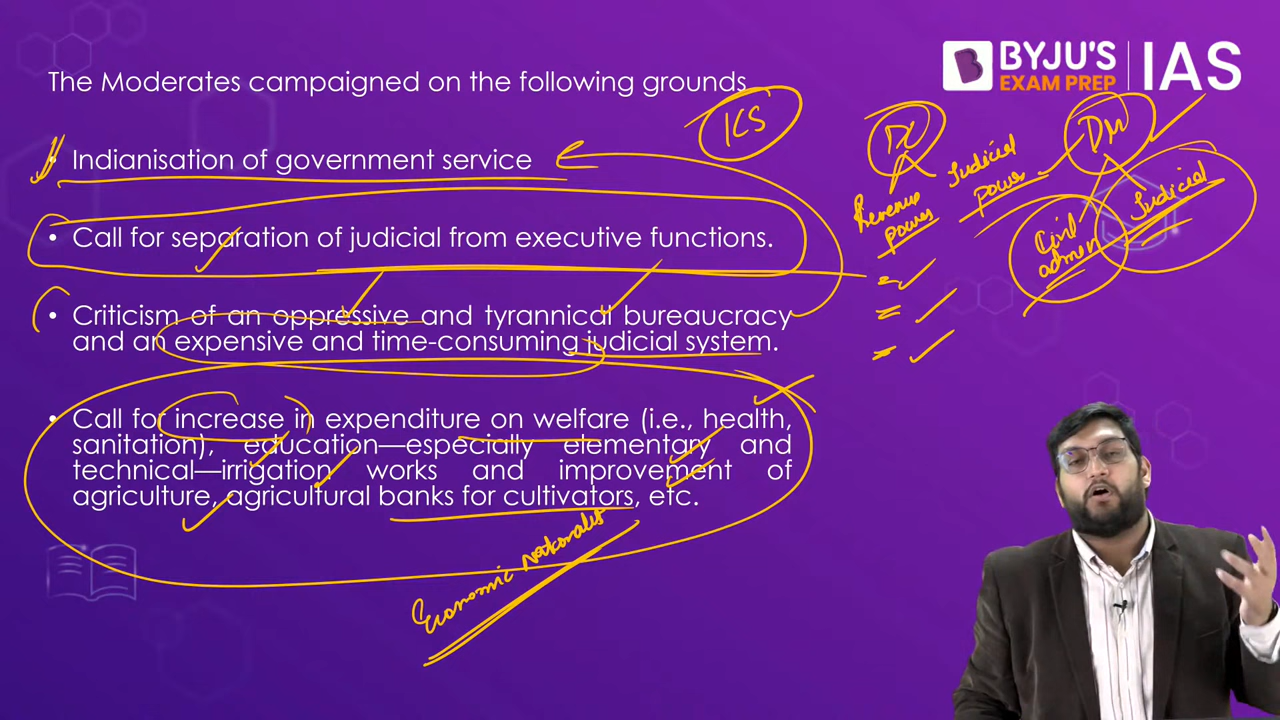 The Moderates campaigned on the following grounds
BYJU'S
EXAM PREP
IAS
ICS
DM
Judicial
power
Revenue
power
Civil
admn
Judicial
• Indianisation of government service
• Call for separation of judicial from executive functions.
• Criticism of an oppressive and tyrannical bureaucracy
and an expensive and time-consuming judicial system.
• Call for increase in expenditure on welfare (i.e., health,
sanitation), education—especially elementary and
technical—irrigation works and improvement of
agriculture, agricultural banks for cultivators, etc.
Economic nationalist